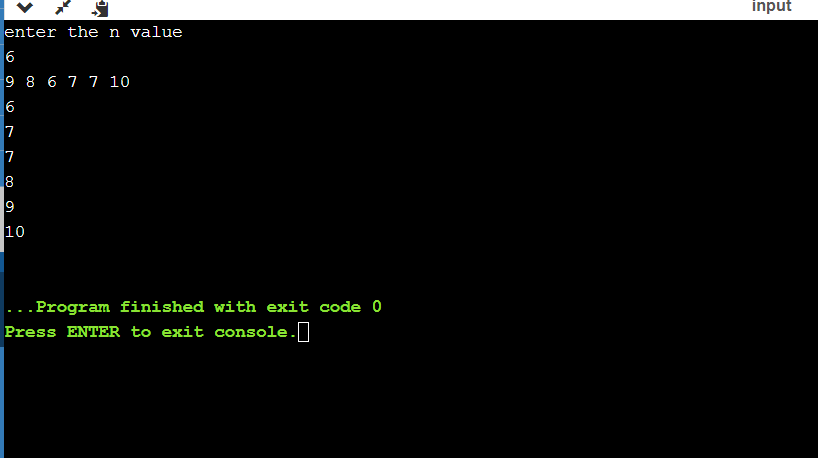 input
enter the n value
6
9 8 6 7 7 10
6
7
7
8
9
10
...Program finished with exit code 0
Press ENTER to exit console.